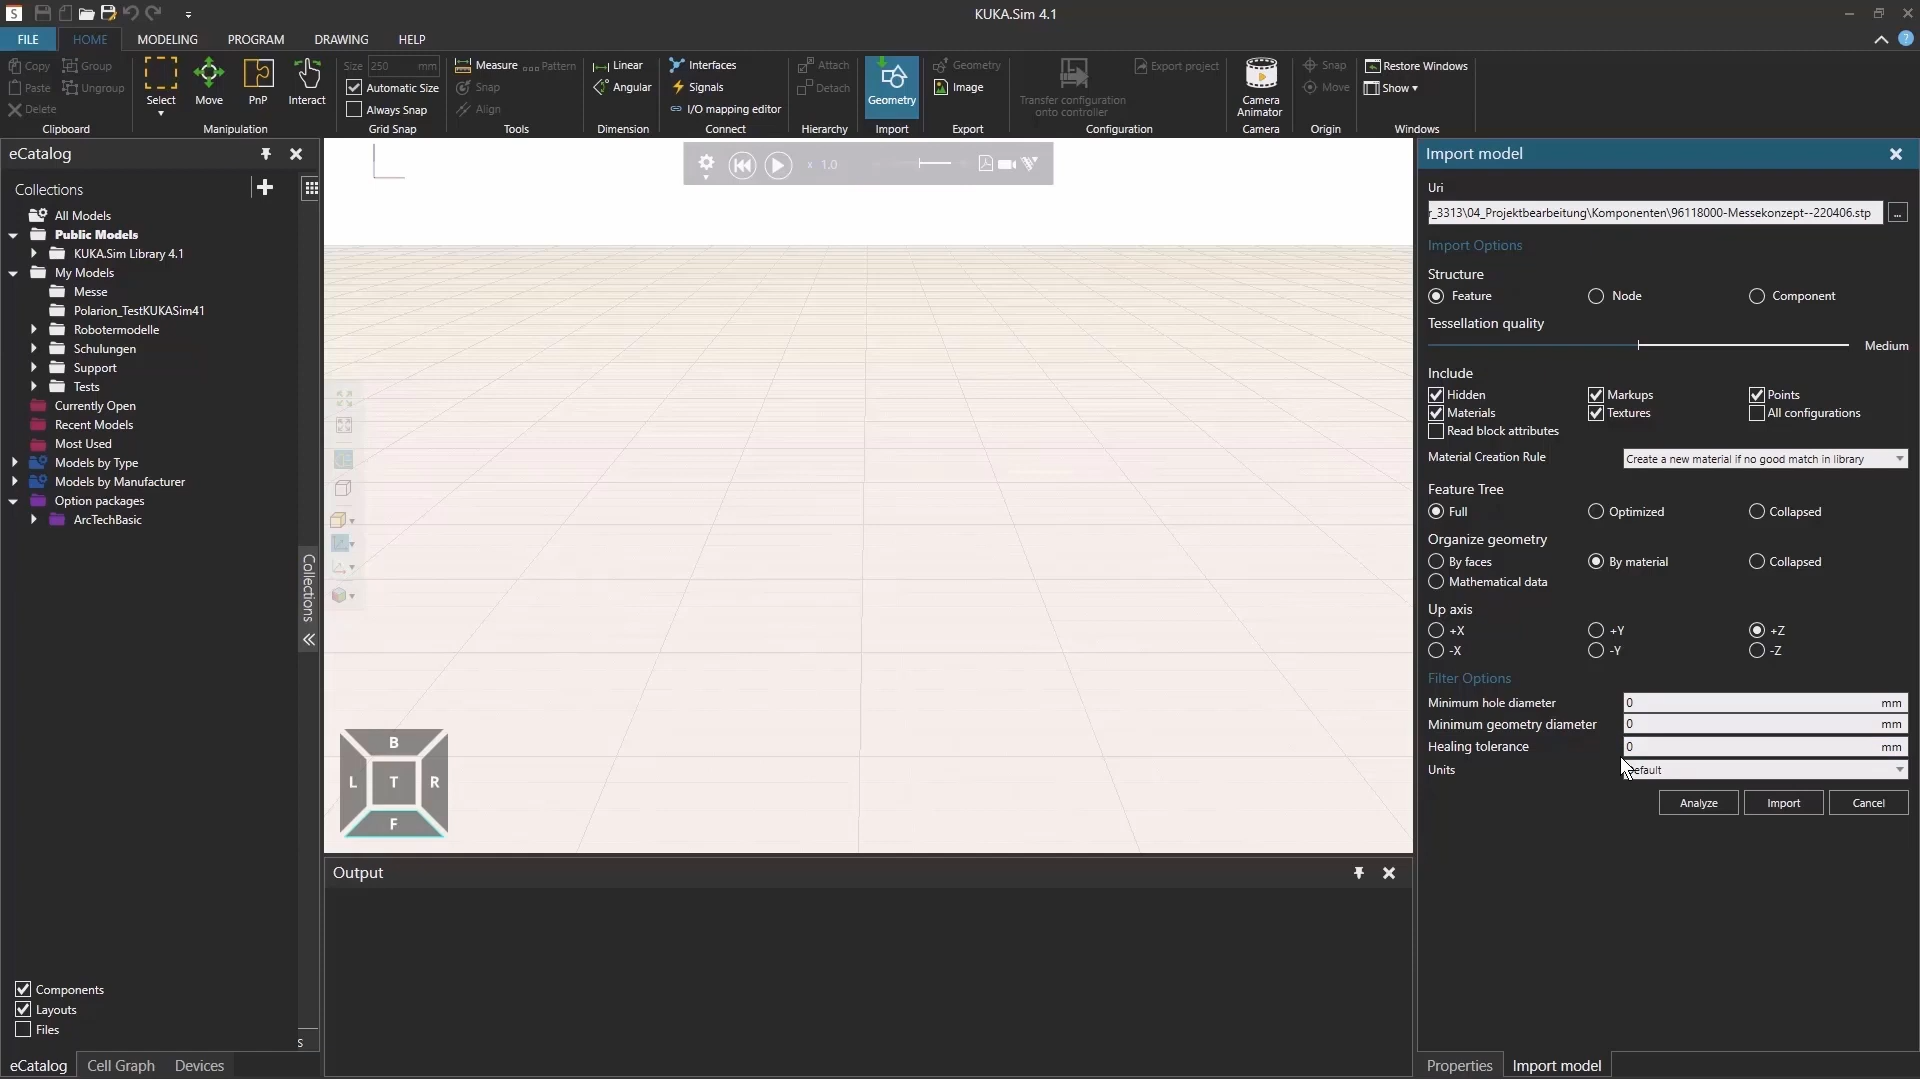 S
KUKA.Sim 4.1
FILE
HOME
MODELING
PROGRAM
DRAWING
HELP
?
Copy
Group
Paste
Ungroup
Delete
Clipboard
Select
Move
PnP
Interact
Manipulation
Size
250
mm
Automatic Size
Always Snap
Grid Snap
Measure
Pattern
Snap
Align
Tools
Linear
Angular
Dimension
Interfaces
Signals
I/O mapping editor
Connect
Attach
Detach
Hierarchy
Geometry
Import
Geometry
Image
Export
Transfer configuration
onto controller
Export project
Configuration
Camera
Animator
Camera
Snap
Move
Origin
Restore Windows
Show
Windows
eCatalog
Collections
All Models
Public Models
KUKA.Sim Library 4.1
My Models
Messe
Polarion_TestKUKASim41
Robotermodelle
Schulungen
Support
Tests
Currently Open
Recent Models
Most Used
Models by Type
Models by Manufacturer
Option packages
ArcTechBasic
Collections
Components
Layouts
Files
s
eCatalog
Cell Graph
Devices
x 1.0
B
L
T
R
F
Output
Import model
Uri
r_3313\04_Projektbearbeitung\Komponenten\96118000-Messekonzept--220406.stp
...
Import Options
Structure
Feature
Node
Component
Tessellation quality
Medium
Include
Hidden
Markups
Points
Materials
Textures
All configurations
Read block attributes
Material Creation Rule
Create a new material if no good match in library
Feature Tree
Full
Optimized
Collapsed
Organize geometry
By faces
By material
Collapsed
Mathematical data
Up axis
+X
+Y
+Z
-X
-Y
-Z
Filter Options
Minimum hole diameter
0
mm
Minimum geometry diameter
0
mm
Healing tolerance
0
mm
Units
Default
Analyze
Import
Cancel
Properties
Import model